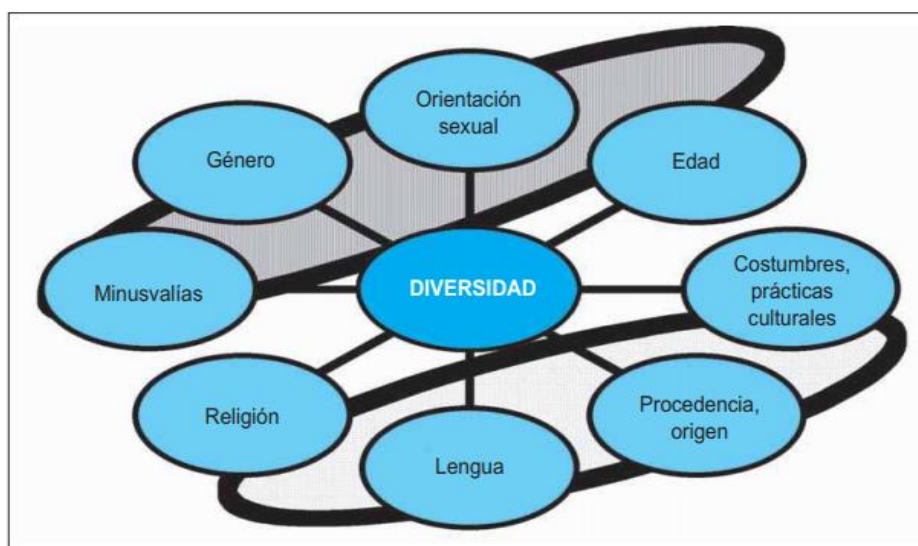 Orientación
sexual
Género
Edad
Minusvalías
DIVERSIDAD
Costumbres,
prácticas
culturales
Religión
Procedencia,
origen
Lengua